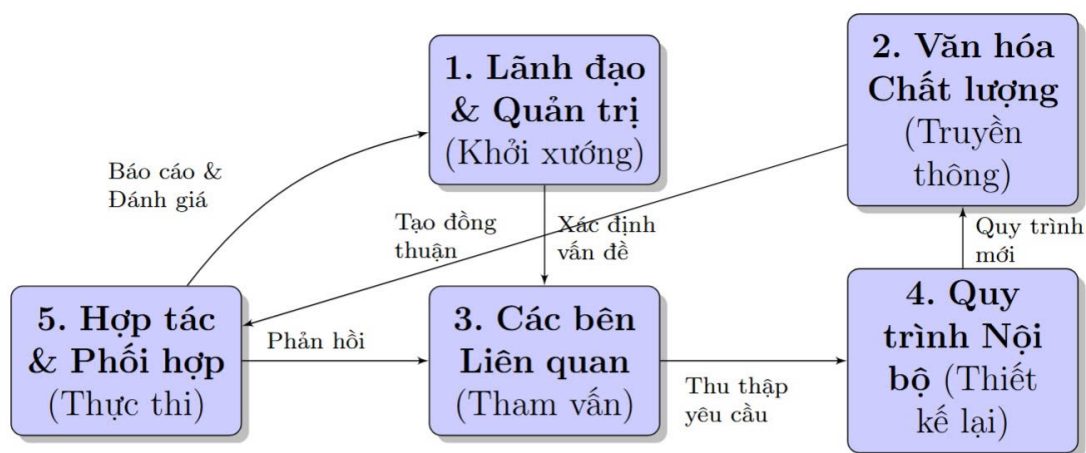 1. Lãnh đạo
& Quản trị
(Khởi xướng)
2. Văn hóa
Chất lượng
(Truyền
thông)
Báo cáo &
Đánh giá
Tạo đồng
thuận
Xác định
vấn đề
Quy trình
mới
5. Hợp tác
& Phối hợp
(Thực thi)
Phản hồi
3. Các bên
Liên quan
(Tham vấn)
Thu thập
yêu cầu
4. Quy
trình Nội
bộ (Thiết
kế lại)